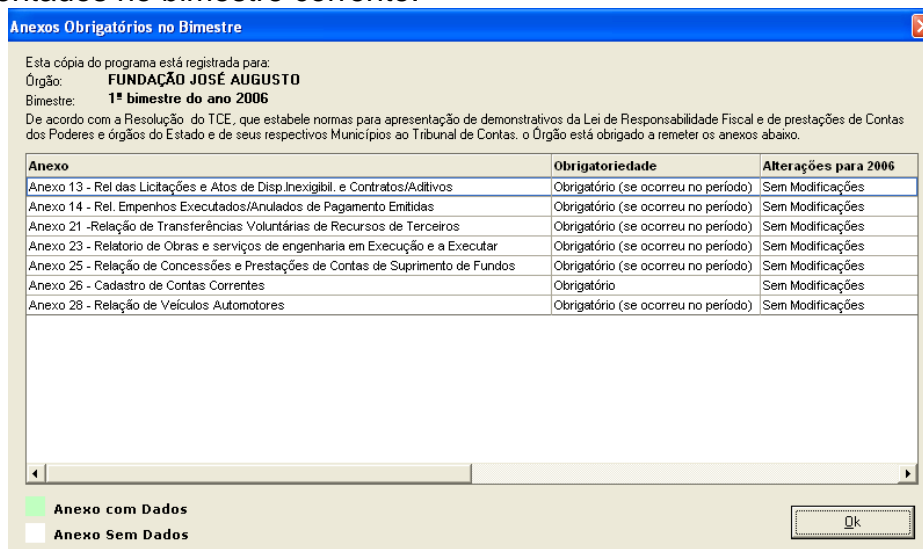 entados no bimestre corrente.
Anexos Obrigatórios no Bimestre
Esta cópia do programa está registrada para:
Órgão: FUNDAÇÃO JOSÉ AUGUSTO
Bimestre: 1º bimestre do ano 2006
De acordo com a Resolução do TCE, que estabele normas para apresentação de demonstrativos da Lei de Responsabilidade Fiscal e de prestações de Contas
dos Poderes e órgãos do Estado e de seus respectivos Municípios ao Tribunal de Contas. o Órgão está obrigado a remeter os anexos abaixo.
Anexo Obrigatoriedade Alterações para 2006
Anexo 13 - Rel das Licitações e Atos de Disp.Inexigibil. e Contratos/Aditivos Obrigatório (se ocorreu no período) Sem Modificações
Anexo 14 - Rel. Empenhos Executados/Anulados de Pagamento Emitidas Obrigatório (se ocorreu no período) Sem Modificações
Anexo 21 -Relação de Transferências Voluntárias de Recursos de Terceiros Obrigatório (se ocorreu no período) Sem Modificações
Anexo 23 - Relatorio de Obras e serviços de engenharia em Execução e a Executar Obrigatório (se ocorreu no período) Sem Modificações
Anexo 25 - Relação de Concessões e Prestações de Contas de Suprimento de Fundos Obrigatório (se ocorreu no período) Sem Modificações
Anexo 26 - Cadastro de Contas Correntes Obrigatório Sem Modificações
Anexo 28 - Relação de Veículos Automotores Obrigatório (se ocorreu no período) Sem Modificações
Anexo com Dados
Anexo Sem Dados
Ok